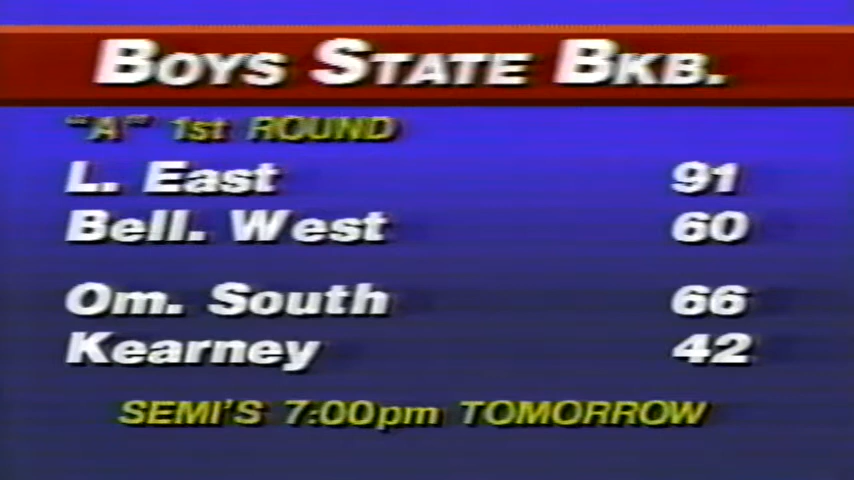 BOYS STATE BKB.
"A" 1st ROUND
L. East 91
Bell. West 60
Om. South 66
Kearney 42
SEMI'S 7:00pm TOMORROW